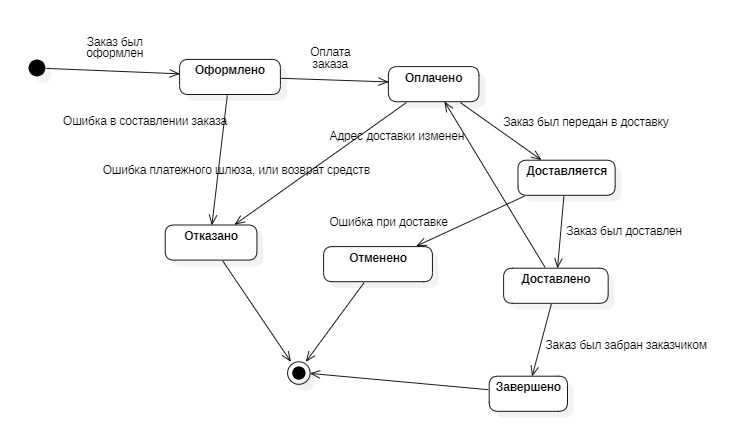 Заказ был
оформлен
Оформлено
Оплата
заказа
Оплачено
Ошибка в составлении заказа
Адрес доставки изменен
Заказ был передан в доставку
Ошибка платежного шлюза, или возврат средств
Доставляется
Отказано
Ошибка при доставке
Заказ был доставлен
Отменено
Доставлено
Заказ был забран заказчиком
Завершено